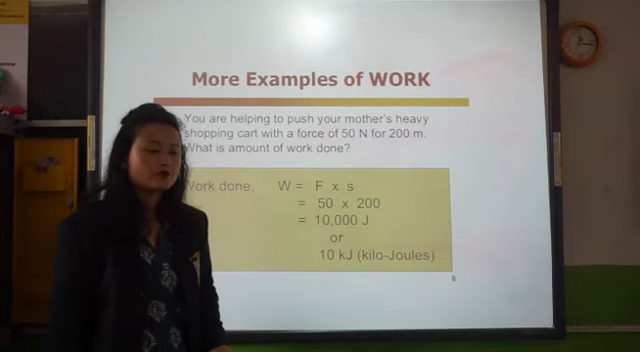 More Examples of WORK
You are helping to push your mother's heavy
shopping cart with a force of 50 N for 200 m.
What is amount of work done?
Work done, W = F x s
= 50 x 200
= 10,000 J
or
10 kJ (kilo-Joules)
8